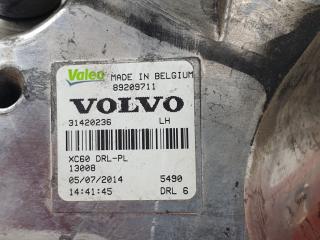 Valeo MADE IN BELGIUM
89209711
VOLVO
31420236 LH
XC60 DRL-PL
13008
05/07/2014 5490
14:41:45 DRL 6